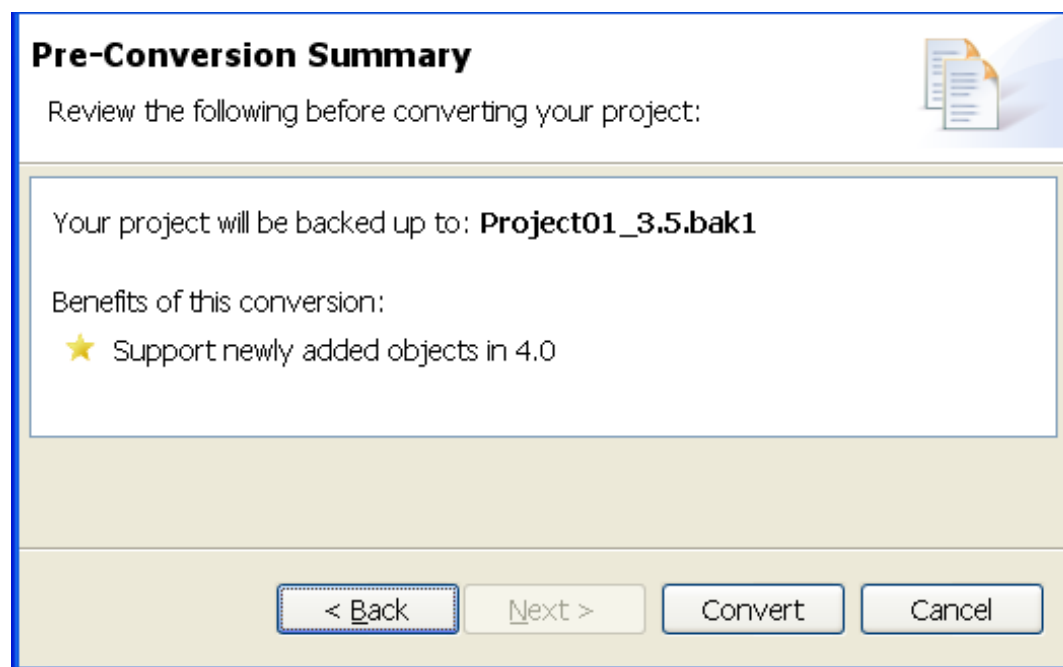 Pre-Conversion Summary
Review the following before converting your project:
Your project will be backed up to: Project01_3.5.bak1
Benefits of this conversion:
Support newly added objects in 4.0
< Back Next > Convert Cancel